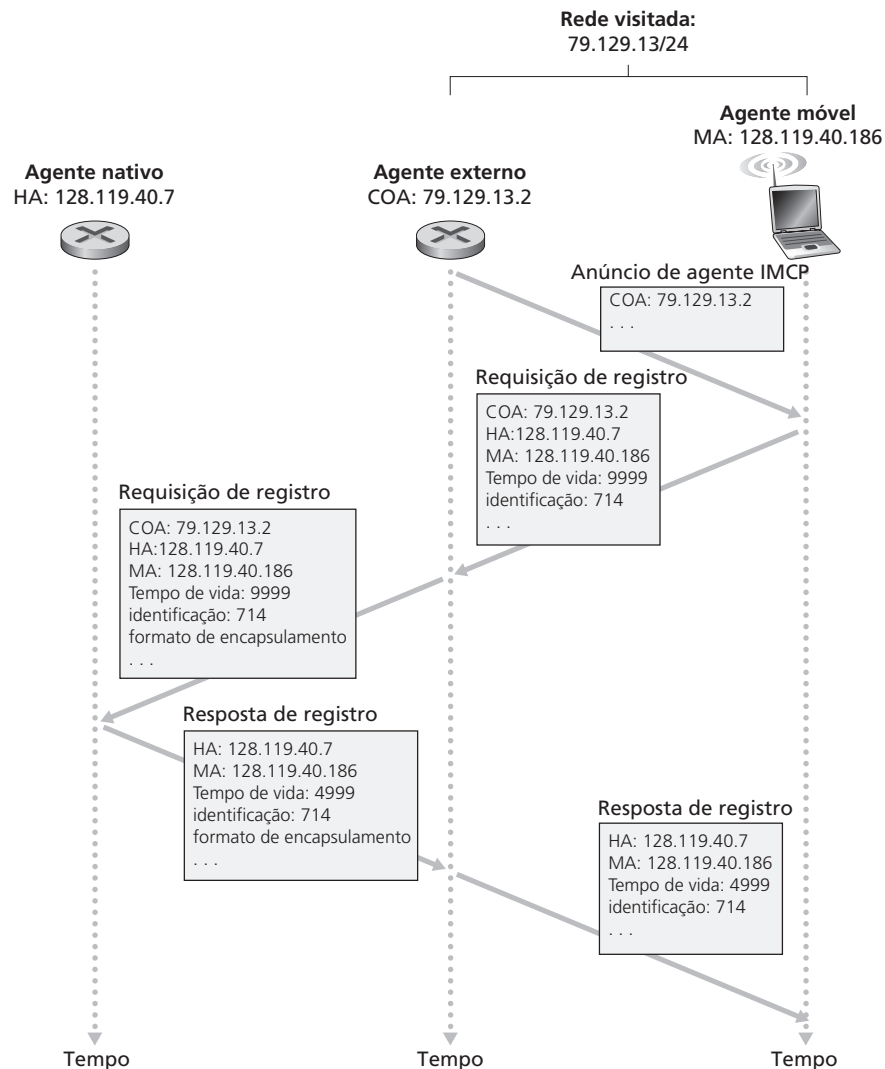 Rede visitada:
79.129.13/24
Agente móvel
MA: 128.119.40.186
Agente nativo
HA: 128.119.40.7
Agente externo
COA: 79.129.13.2
Anúncio de agente IMCP
COA: 79.129.13.2
. . .
Requisição de registro
COA: 79.129.13.2
HA:128.119.40.7
MA: 128.119.40.186
Tempo de vida: 9999
identificação: 714
. . .
Requisição de registro
COA: 79.129.13.2
HA:128.119.40.7
MA: 128.119.40.186
Tempo de vida: 9999
identificação: 714
formato de encapsulamento
. . .
Resposta de registro
HA: 128.119.40.7
MA: 128.119.40.186
Tempo de vida: 4999
identificação: 714
formato de encapsulamento
. . .
Resposta de registro
HA: 128.119.40.7
MA: 128.119.40.186
Tempo de vida: 4999
identificação: 714
. . .
Tempo
Tempo
Tempo